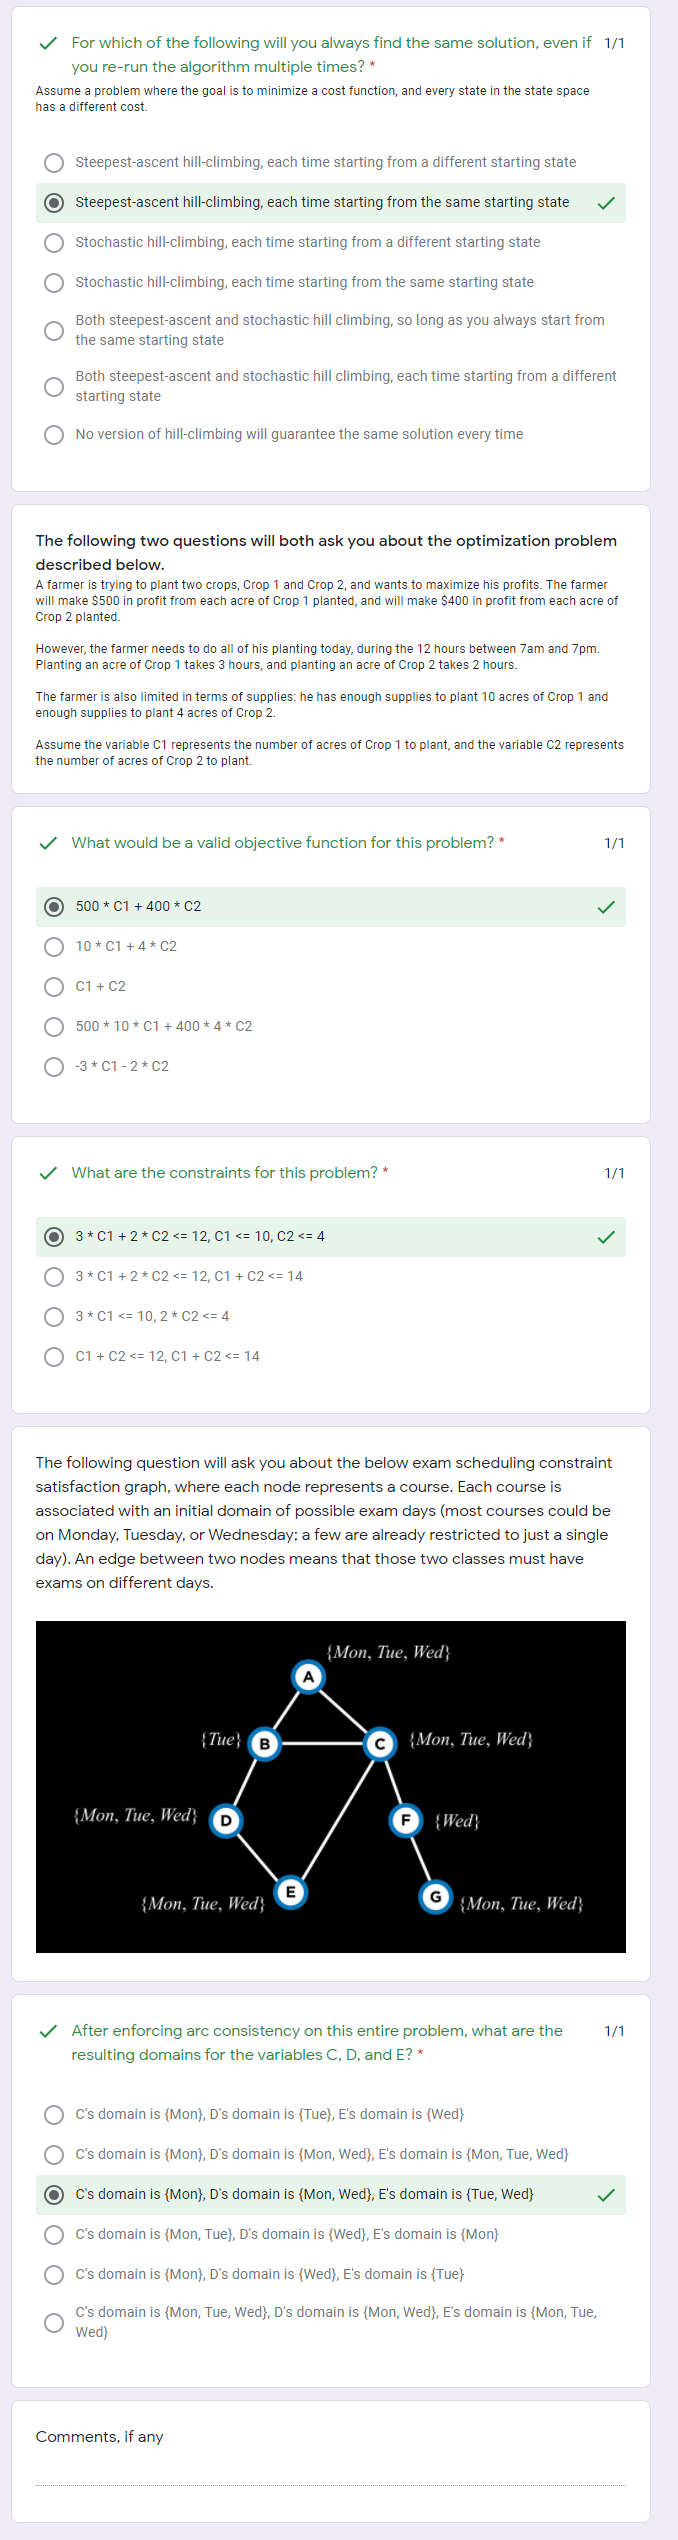 For which of the following will you always find the same solution, even if 1/1
you re-run the algorithm multiple times? *
Assume a problem where the goal is to minimize a cost function, and every state in the state space
has a different cost.
Steepest-ascent hill-climbing, each time starting from a different starting state
Steepest-ascent hill-climbing, each time starting from the same starting state
Stochastic hill-climbing, each time starting from a different starting state
Stochastic hill-climbing, each time starting from the same starting state
Both steepest-ascent and stochastic hill climbing, so long as you always start from
the same starting state
Both steepest-ascent and stochastic hill climbing, each time starting from a different
starting state
No version of hill-climbing will guarantee the same solution every time
The following two questions will both ask you about the optimization problem
described below.
A farmer is trying to plant two crops, Crop 1 and Crop 2, and wants to maximize his profits. The farmer
will make $500 in profit from each acre of Crop 1 planted, and will make $400 in profit from each acre of
Crop 2 planted.
However, the farmer needs to do all of his planting today, during the 12 hours between 7am and 7pm.
Planting an acre of Crop 1 takes 3 hours, and planting an acre of Crop 2 takes 2 hours.
The farmer is also limited in terms of supplies: he has enough supplies to plant 10 acres of Crop 1 and
enough supplies to plant 4 acres of Crop 2.
Assume the variable C1 represents the number of acres of Crop 1 to plant, and the variable C2 represents
the number of acres of Crop 2 to plant.
What would be a valid objective function for this problem? * 1/1
500 * C1 + 400 * C2
10 * C1 + 4 * C2
C1 + C2
500 * 10 * C1 + 400 * 4 * C2
-3 * C1 - 2 * C2
What are the constraints for this problem? * 1/1
3 * C1 + 2 * C2 <= 12, C1 <= 10, C2 <= 4
3 * C1 + 2 * C2 <= 12, C1 + C2 <= 14
3 * C1 <= 10, 2 * C2 <= 4
C1 + C2 <= 12, C1 + C2 <= 14
The following question will ask you about the below exam scheduling constraint
satisfaction graph, where each node represents a course. Each course is
associated with an initial domain of possible exam days (most courses could be
on Monday, Tuesday, or Wednesday; a few are already restricted to just a single
day). An edge between two nodes means that those two classes must have
exams on different days.
{Mon, Tue, Wed}
A
{Tue} B C {Mon, Tue, Wed}
{Mon, Tue, Wed} D F {Wed}
{Mon, Tue, Wed} E G {Mon, Tue, Wed}
After enforcing arc consistency on this entire problem, what are the 1/1
resulting domains for the variables C, D, and E? *
C's domain is {Mon}, D's domain is {Tue}, E's domain is {Wed}
C's domain is {Mon}, D's domain is {Mon, Wed}, E's domain is {Mon, Tue, Wed}
C's domain is {Mon}, D's domain is {Mon, Wed}, E's domain is {Tue, Wed}
C's domain is {Mon, Tue}, D's domain is {Wed}, E's domain is {Mon}
C's domain is {Mon}, D's domain is {Wed}, E's domain is {Tue}
C's domain is {Mon, Tue, Wed}, D's domain is {Mon, Wed}, E's domain is {Mon, Tue,
Wed}
Comments, if any